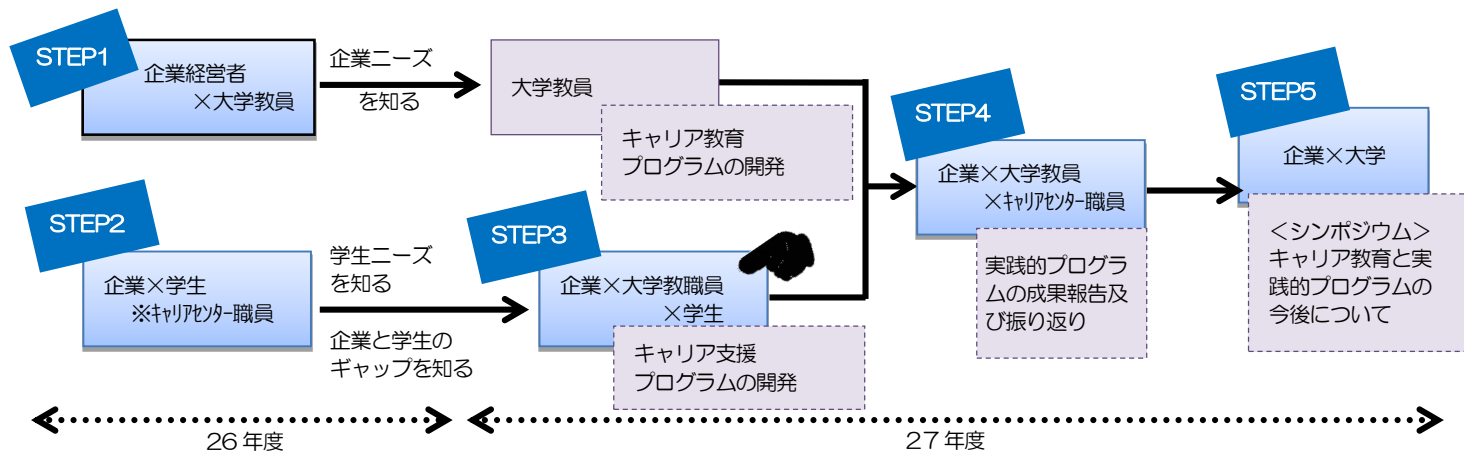 STEP1
企業経営者
×大学教員
企業ニーズ
を知る
大学教員
キャリア教育
プログラムの開発
STEP2
企業×学生
※ｷｬﾘｱｾﾝﾀｰ職員
学生ニーズ
を知る
企業と学生の
ギャップを知る
STEP3
企業×大学教職員
×学生
キャリア支援
プログラムの開発
STEP4
企業×大学教員
×ｷｬﾘｱｾﾝﾀｰ職員
実践的プログラ
ムの成果報告及
び振り返り
STEP5
企業×大学
＜シンポジウム＞
キャリア教育と実
践的プログラムの
今後について
26年度
27年度